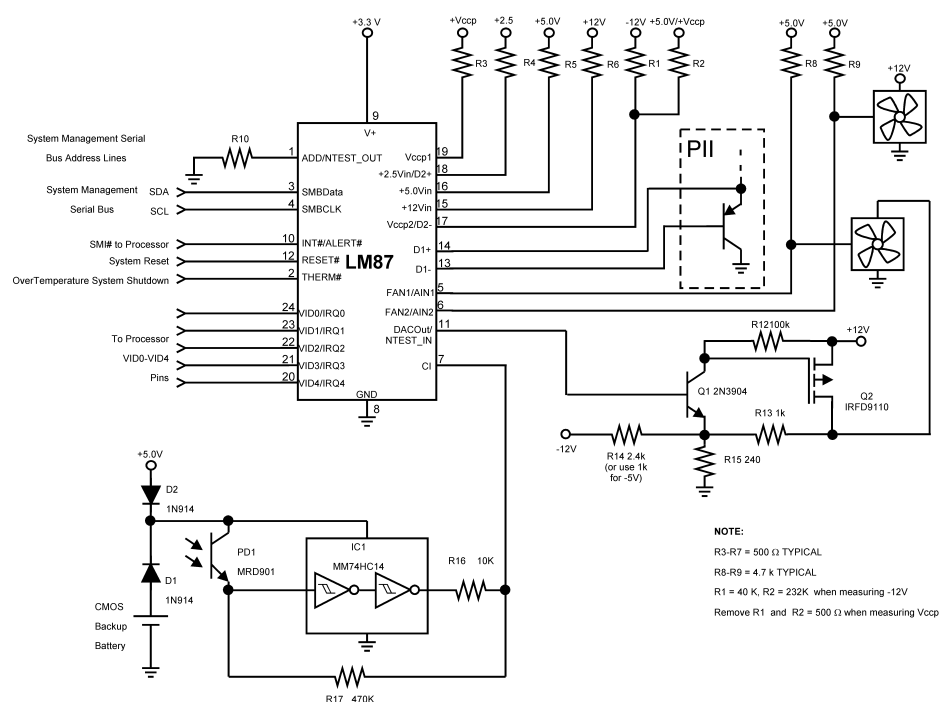 +3.3 V
+Vccp
+2.5
+5.0V
+12V
-12V
+5.0V/+Vccp
+5.0V
+5.0V
R3
R4
R5
R6
R1
R2
R8
R9
+12V
9
V+
System Management Serial
Bus Address Lines
R10
1
ADD/NTEST_OUT
System Management
Serial Bus
SDA
SCL
3
SMBData
4
SMBCLK
SMI# to Processor
10
INT#/ALERT#
System Reset
12
RESET#
OverTemperature System Shutdown
2
THERM#
LM87
24
VID0/IRQ0
23
VID1/IRQ1
22
VID2/IRQ2
21
VID3/IRQ3
20
VID4/IRQ4
To Processor
VID0-VID4
Pins
GND
8
Vccp1
19
+2.5Vin/D2+
18
+5.0Vin
16
+12Vin
15
Vccp2/D2-
17
D1+
14
D1-
13
FAN1/AIN1
5
FAN2/AIN2
6
DACOut/
NTEST_IN
11
CI
7
PII
R12100k
+12V
Q1 2N3904
Q2
IRFD9110
R13 1k
-12V
R14 2.4k
(or use 1k
for -5V)
R15 240
+5.0V
D2
1N914
PD1
MRD901
D1
1N914
CMOS
Backup
Battery
IC1
MM74HC14
R16 10K
R17 470K
NOTE:
R3-R7 = 500 Ω TYPICAL
R8-R9 = 4.7 k TYPICAL
R1 = 40 K, R2 = 232K when measuring -12V
Remove R1 and R2 = 500 Ω when measuring Vccp